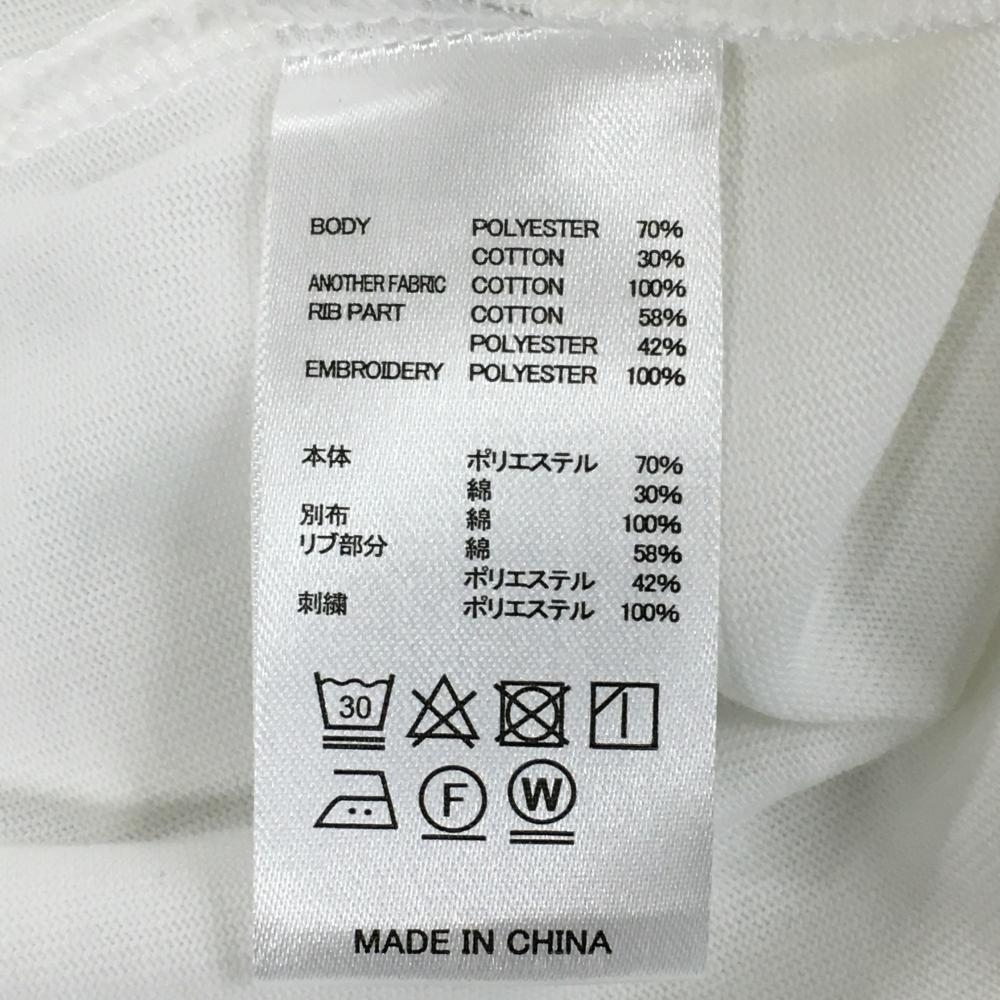 BODY POLYESTER 70%
COTTON 30%
ANOTHER FABRIC COTTON 100%
RIB PART COTTON 58%
POLYESTER 42%
EMBROIDERY POLYESTER 100%
本体 ポリエステル 70%
綿 30%
別布 綿 100%
リブ部分 綿 58%
ポリエステル 42%
刺繍 ポリエステル 100%
30
F W
MADE IN CHINA